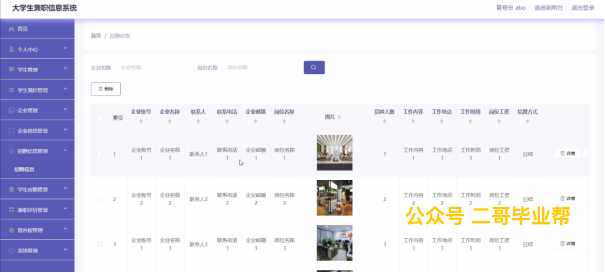 大学生兼职信息系统
管理员 abo 退出到前台 退出登录
首页
个人中心
学生管理
学生简历管理
企业管理
企业信息管理
招聘信息管理
招聘信息
学生应聘管理
兼职评价管理
系统管理
首页 / 招聘信息
企业名称 企业名称 岗位名称 岗位名称
删除
索引 企业账号 企业名称 联系人 联系电话 企业邮箱 岗位名称 图片 招聘人数 工作内容 工作地点 工作时间 岗位工资 结算方式
1 企业账号1 企业名称1 联系人1 联系电话1 企业邮箱1 岗位名称1 1 工作内容1 工作地点1 工作时间1 岗位工资1 日结 详情
2 企业账号2 企业名称2 联系人2 联系电话2 企业邮箱2 岗位名称2 2 工作内容2 工作地点2 工作时间2 岗位工资2 日结 详情
3 企业账号3 企业名称3 联系人3 联系电话3 企业邮箱3 岗位名称3 3 工作内容3 工作地点3 工作时间3 岗位工资3 日结 详情
公众号 二哥毕业帮